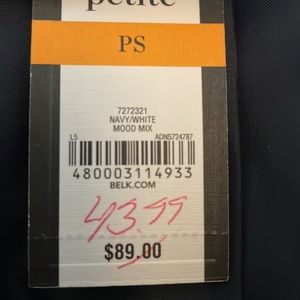 petite
PS
7272321
NAVY/WHITE
MOOD MIX
L5 ADNS724787
480003114933
BELK.COM
43.99
$89.00